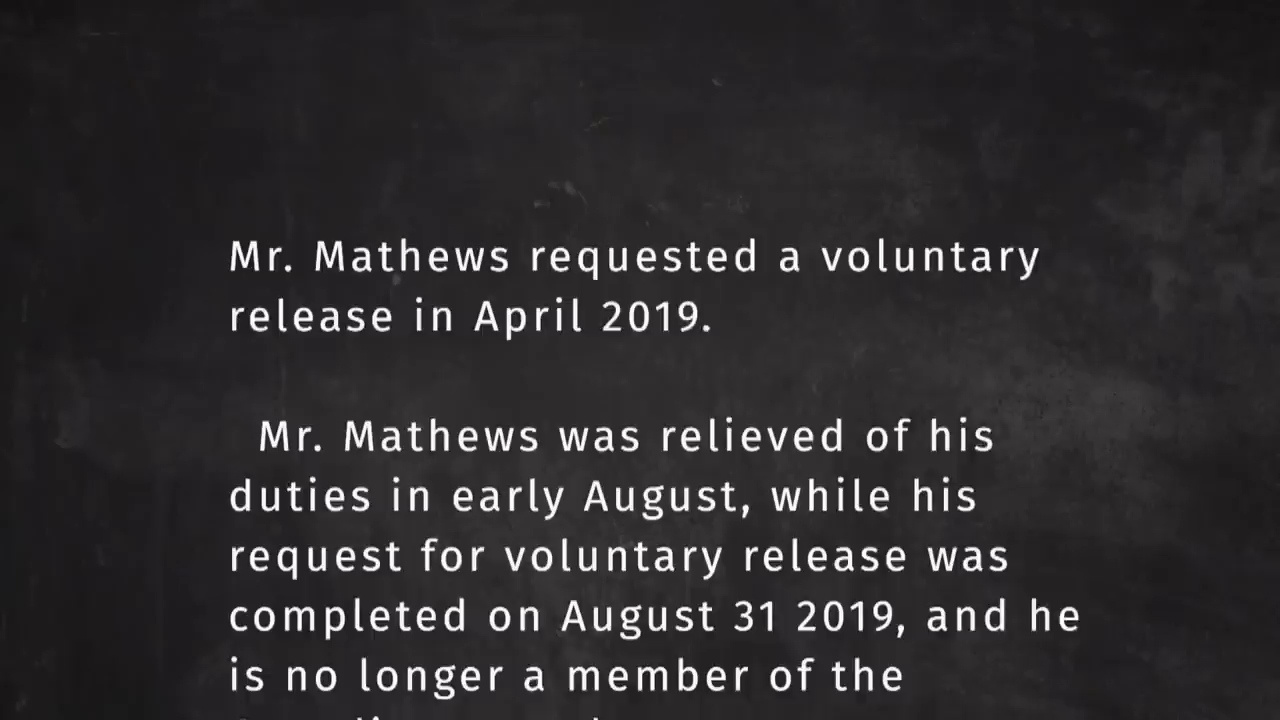 Mr. Mathews requested a voluntary
release in April 2019.
Mr. Mathews was relieved of his
duties in early August, while his
request for voluntary release was
completed on August 31 2019, and he
is no longer a member of the